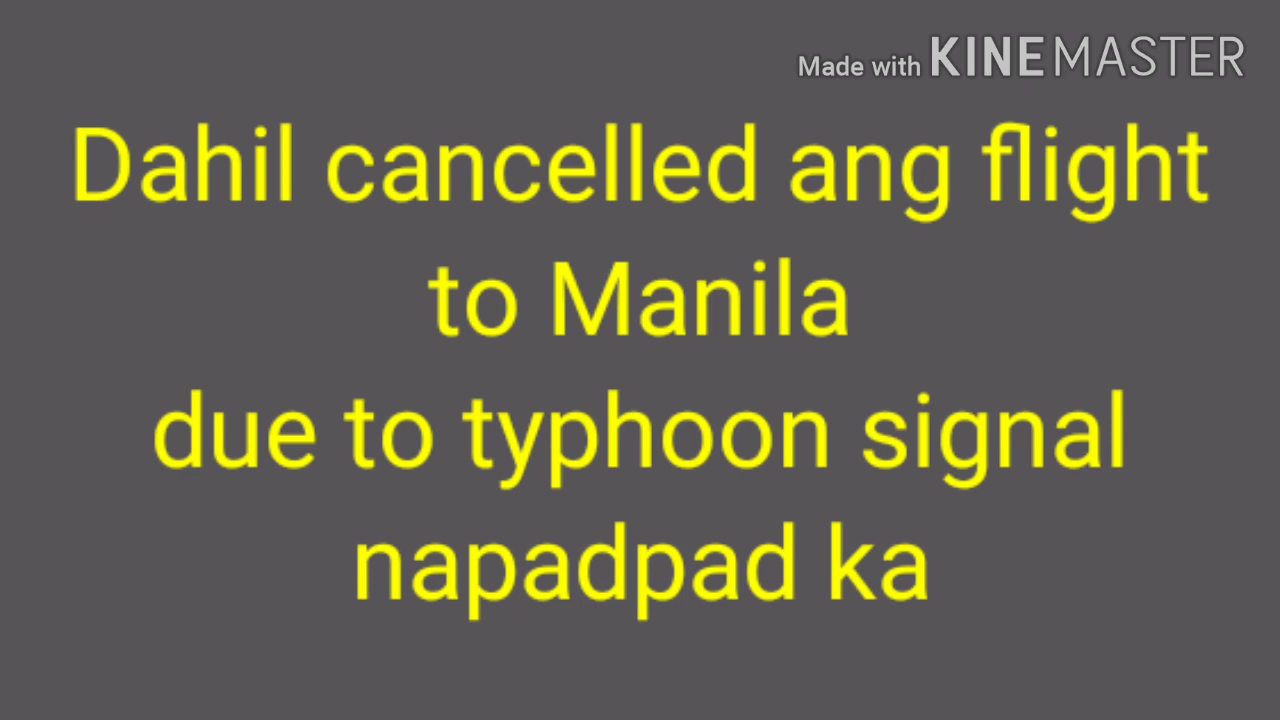 Made with KINEMASTER
Dahil cancelled ang flight
to Manila
due to typhoon signal
napadpad ka